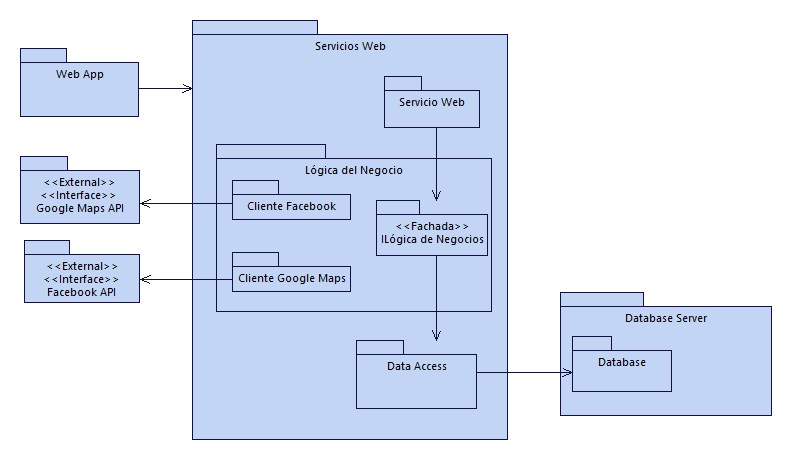 Servicios Web
Web App
Servicio Web
Lógica del Negocio
<<External>>
<<Interface>>
Google Maps API
Cliente Facebook
<<Fachada>>
ILógica de Negocios
<<External>>
<<Interface>>
Facebook API
Cliente Google Maps
Database Server
Data Access
Database